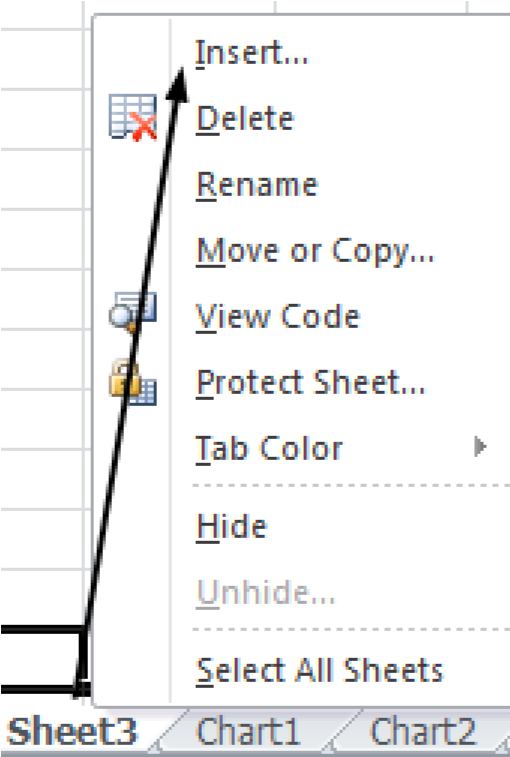 Insert...
Delete
Rename
Move or Copy...
View Code
Protect Sheet...
Tab Color
Hide
Unhide...
Select All Sheets
Sheet3 Chart1 Chart2